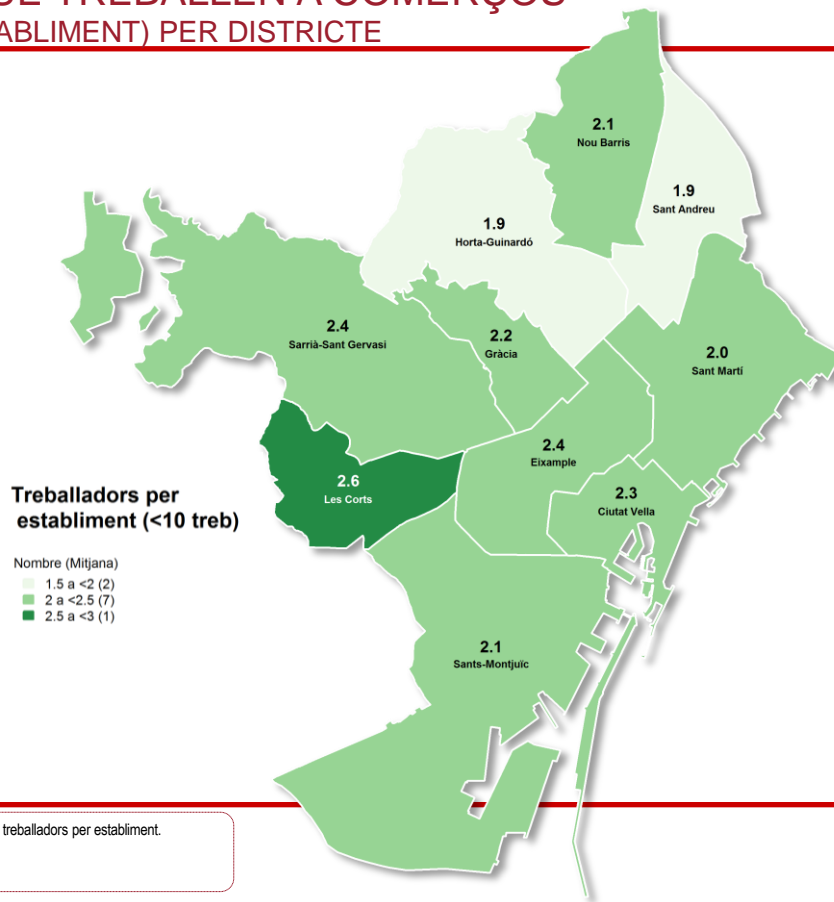 TREBALLEN A COMERÇOS
PER DISTRICTE
2.1
Nou Barris
1.9
Sant Andreu
1.9
Horta-Guinardó
2.4
Sarrià-Sant Gervasi
2.2
Gràcia
2.0
Sant Martí
2.4
Eixample
2.6
Les Corts
2.3
Ciutat Vella
Treballadors per
establiment (<10 treb)
Nombre (Mitjana)
1.5 a <2 (2)
2 a <2.5 (7)
2.5 a <3 (1)
2.1
Sants-Montjuïc
treballadors per establiment.